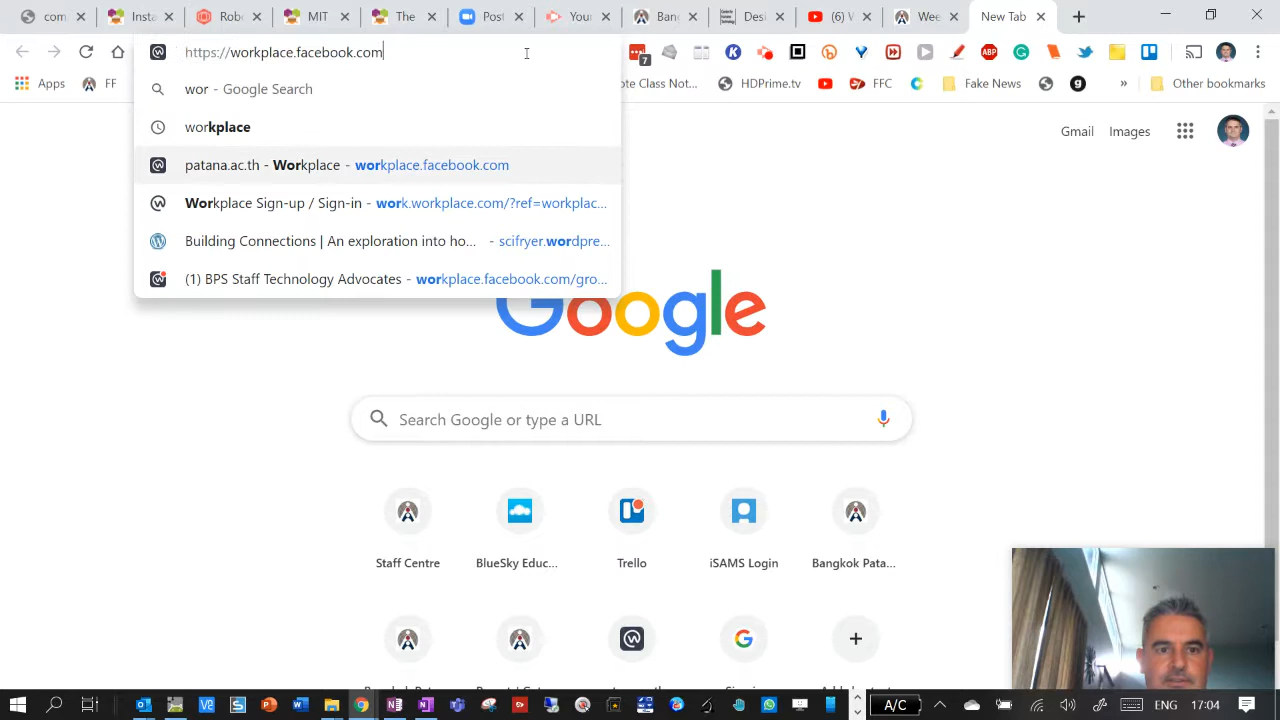 com
Insta
Robo
MIT
The
Post
Your
Bang
Desi
(6) V
Wee
New Tab
https://workplace.facebook.com
7
Apps
FF
ote Class Not...
HDPrime.tv
FFC
Fake News
»
Other bookmarks
wor - Google Search
workplace
patana.ac.th - Workplace - workplace.facebook.com
Workplace Sign-up / Sign-in - work.workplace.com/?ref=workplac...
Building Connections | An exploration into ho... - scifryer.wordpre...
(1) BPS Staff Technology Advocates - workplace.facebook.com/gro...
Gmail
Images
Google
Search Google or type a URL
Staff Centre
BlueSky Educ...
Trello
iSAMS Login
Bangkok Pata...
A/C
ENG
17:04